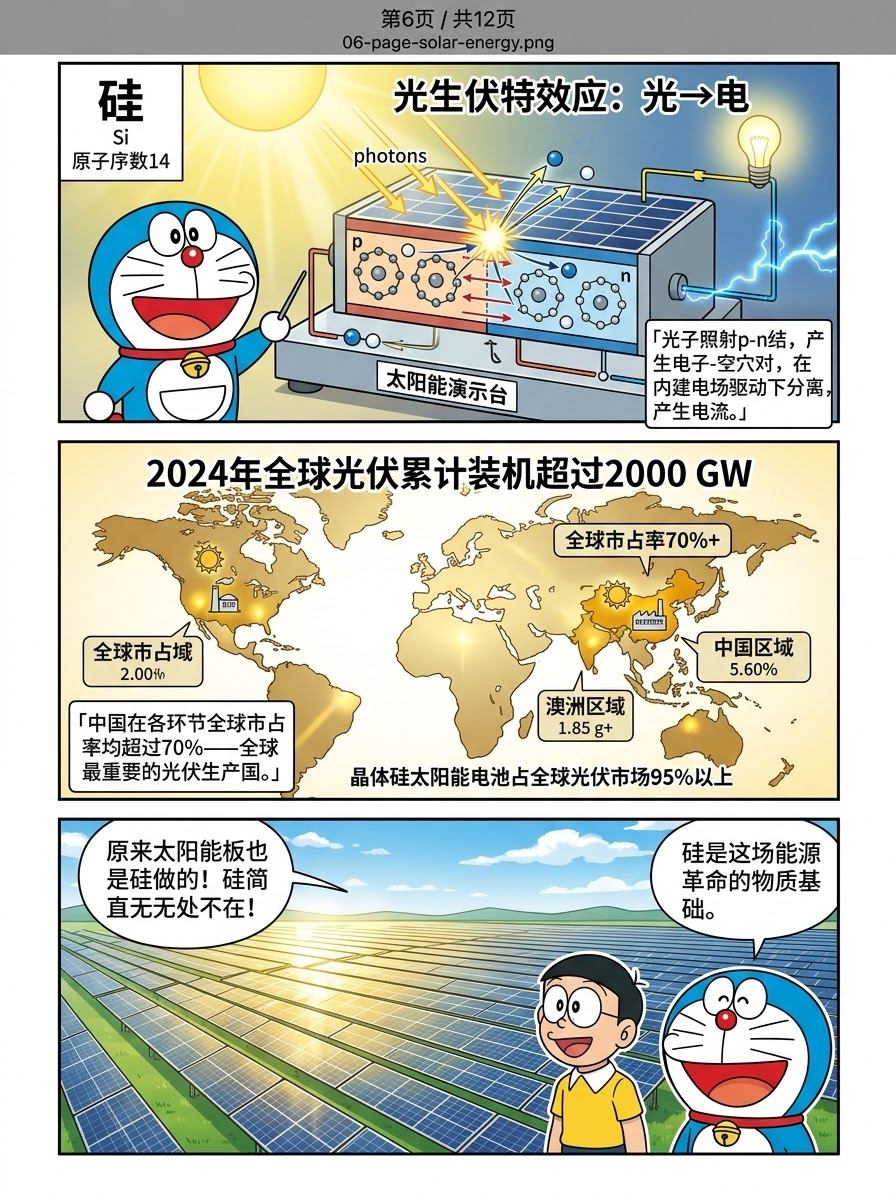 第6页 / 共12页
06-page-solar-energy.png
硅
Si
原子序数14
光生伏特效应：光→电
photons
p
n
太阳能演示台
「光子照射p-n结，产
生电子-空穴对，在
内建电场驱动下分离，
产生电流。」
2024年全球光伏累计装机超过2000 GW
全球市占率70%+
全球市占域
2.00
中国区域
5.60%
澳洲区域
1.85 g+
「中国在各环节全球市占
率均超过70%——全球
最重要的光伏生产国。」
晶体硅太阳能电池占全球光伏市场95%以上
原来太阳能板也
是硅做的！硅简
直无无处不在！
硅是这场能源
革命的物质基
础。